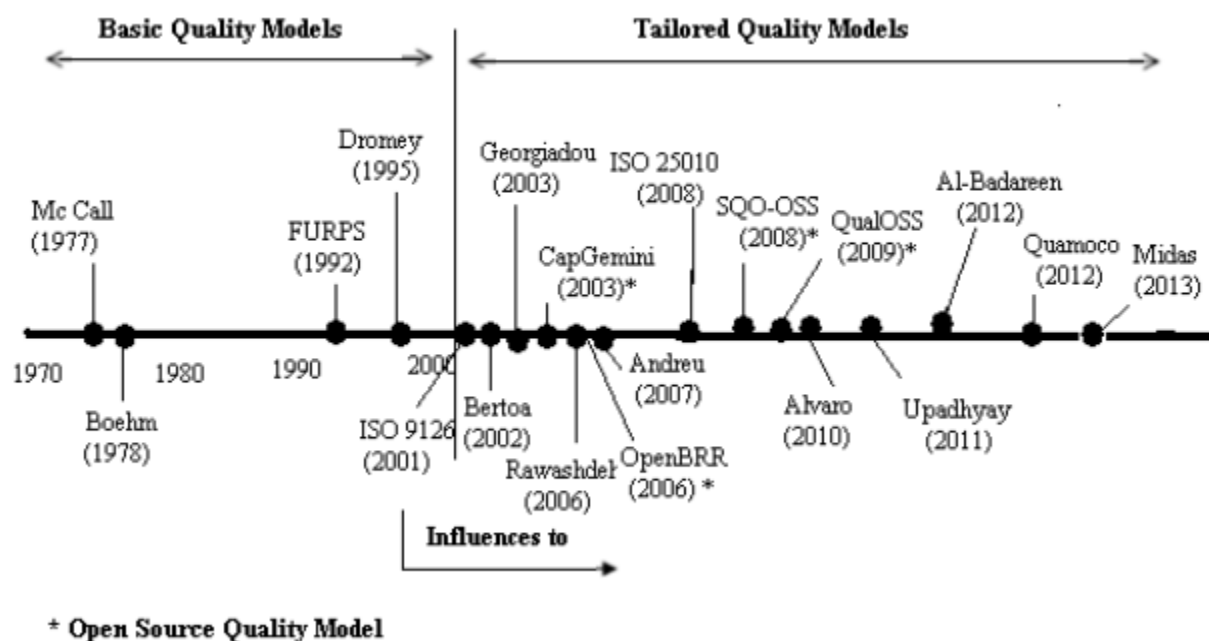 Basic Quality Models
Tailored Quality Models
Dromey
(1995)
Georgiadou
(2003)
ISO 25010
(2008)
Al-Badareen
(2012)
Mc Call
(1977)
FURPS
(1992)
CapGemini
(2003)*
SQO-OSS
(2008)*
QualOSS
(2009)*
Quamoco
(2012)
Midas
(2013)
1970
1980
1990
2000
Boehm
(1978)
ISO 9126
(2001)
Bertoa
(2002)
Rawashdeh
(2006)
OpenBRR
(2006) *
Andreu
(2007)
Alvaro
(2010)
Upadhyay
(2011)
Influences to
* Open Source Quality Model